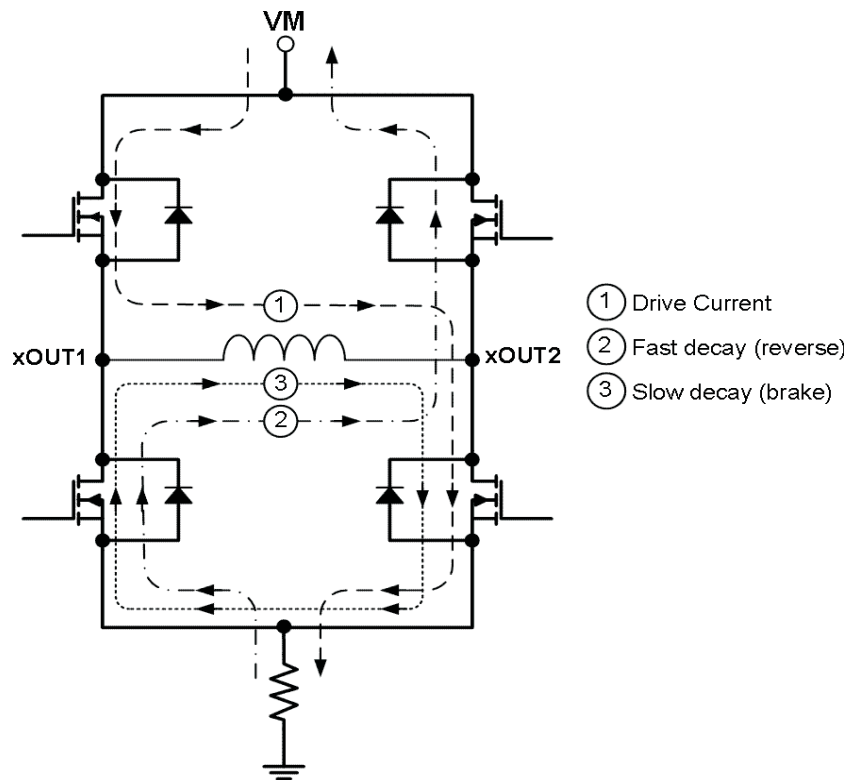 VM
1
1 Drive Current
xOUT1
xOUT2
2 Fast decay (reverse)
3
2
3 Slow decay (brake)